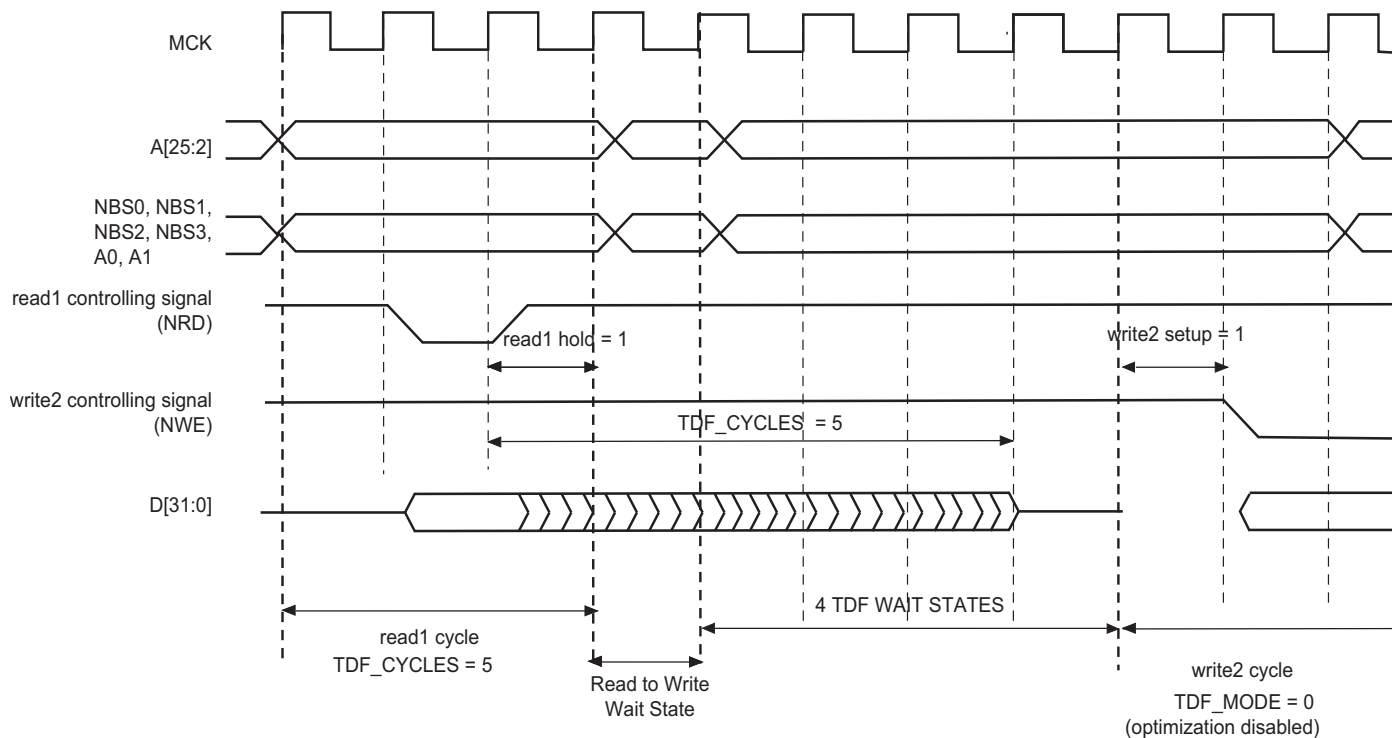 MCK
A[25:2]
NBS0, NBS1,
NBS2, NBS3,
A0, A1
read1 controlling signal
(NRD)
read1 hold = 1
write2 setup = 1
write2 controlling signal
(NWE)
TDF_CYCLES = 5
D[31:0]
4 TDF WAIT STATES
read1 cycle
TDF_CYCLES = 5
Read to Write
Wait State
write2 cycle
TDF_MODE = 0
(optimization disabled)